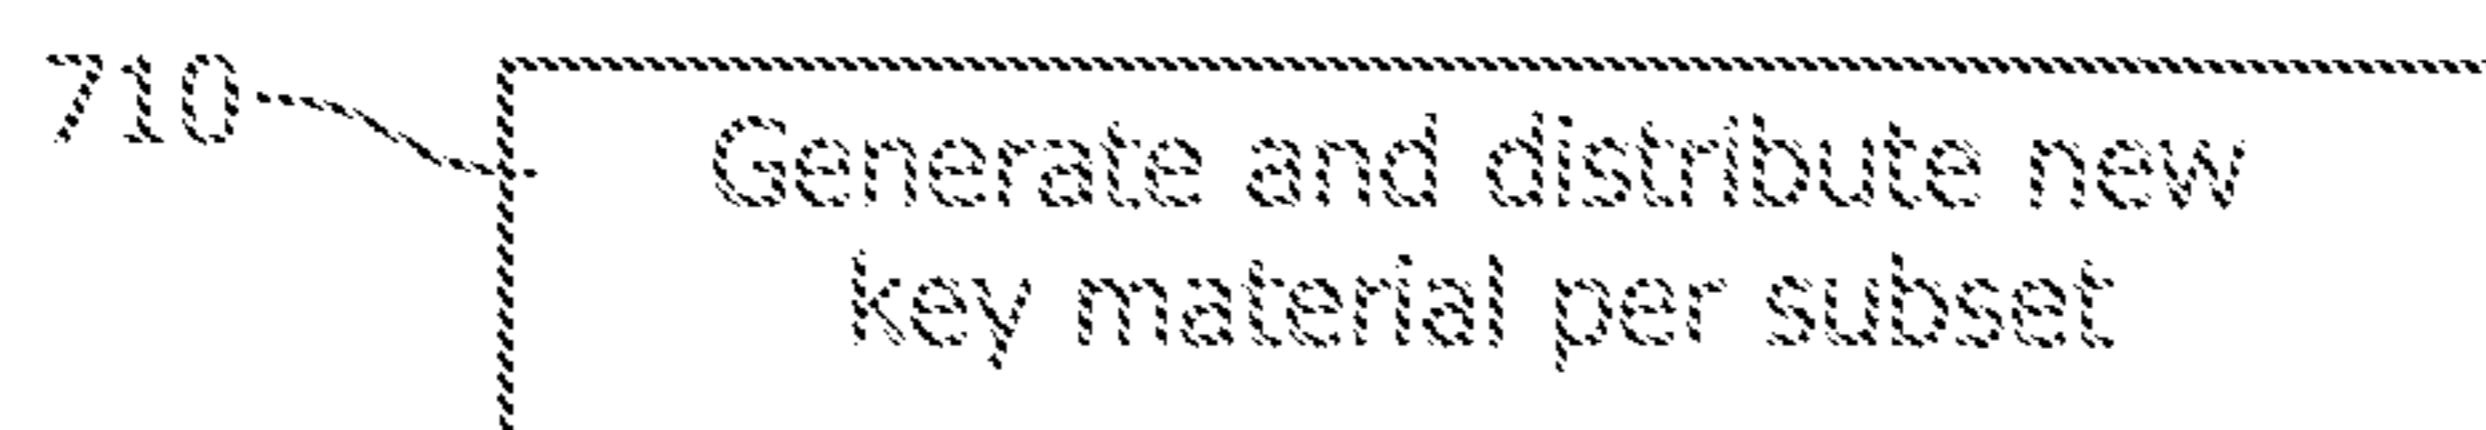 710
Generate and distribute new
key material per subset